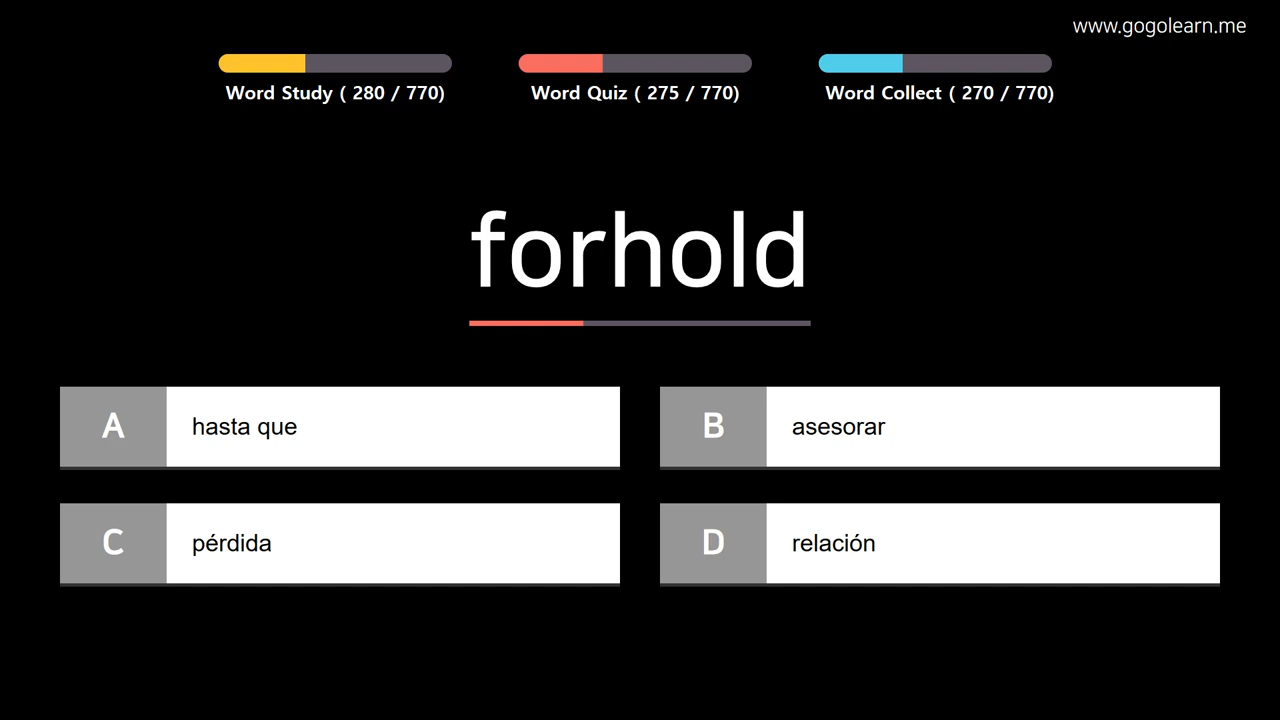 www.gogolearn.me
Word Study ( 280 / 770)
Word Quiz ( 275 / 770)
Word Collect ( 270 / 770)
forhold
A hasta que
B asesorar
C pérdida
D relación